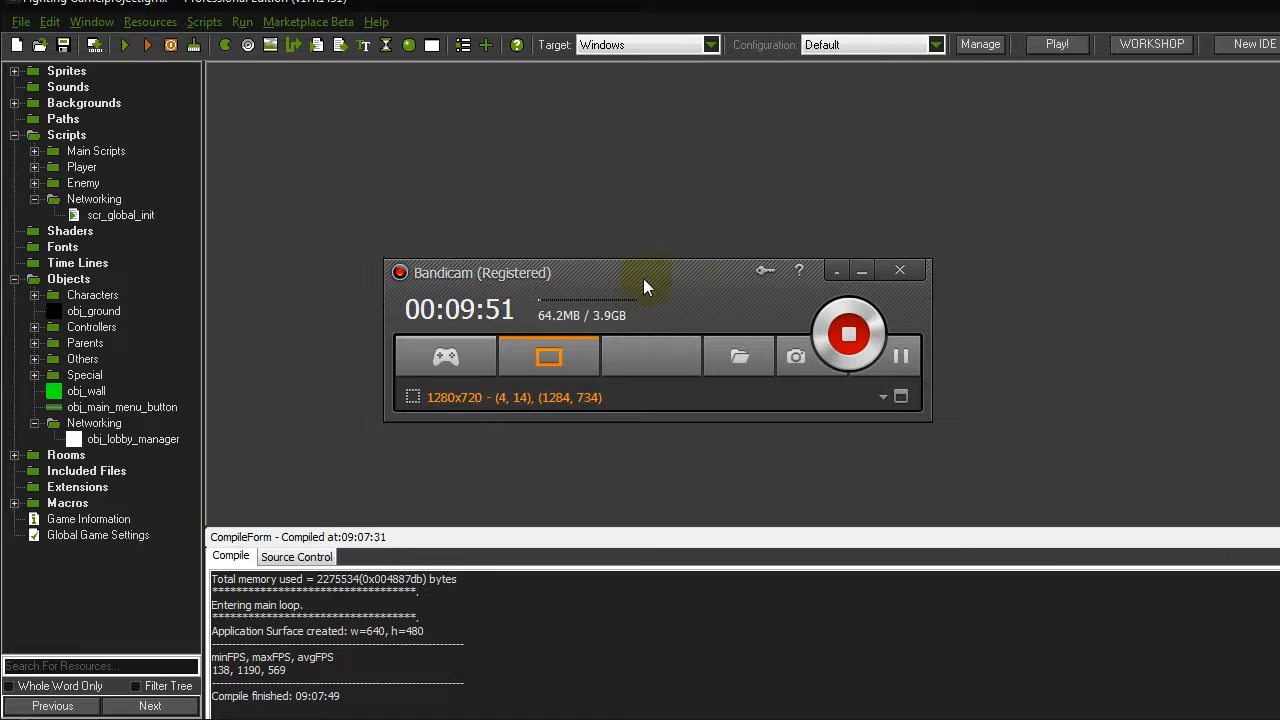 File Edit Window Resources Scripts Run Marketplace Beta Help
Target: Windows Configuration: Default Manage Play! WORKSHOP New IDE
Sprites
Sounds
Backgrounds
Paths
Scripts
Main Scripts
Player
Enemy
Networking
scr_global_init
Shaders
Fonts
Time Lines
Objects
Characters
obj_ground
Controllers
Parents
Others
Special
obj_wall
obj_main_menu_button
Networking
obj_lobby_manager
Rooms
Included Files
Extensions
Macros
Game Information
Global Game Settings
Search For Resources...
Whole Word Only Filter Tree
Previous Next
Bandicam (Registered)
00:09:51
64.2MB / 3.9GB
1280x720 - (4, 14), (1284, 734)
CompileForm - Compiled at:09:07:31
Compile Source Control
Total memory used = 2275534(0x004887db) bytes
Entering main loop.
Application Surface created: w=640, h=480
minFPS, maxFPS, avgFPS
138, 1190, 569
Compile finished: 09:07:49